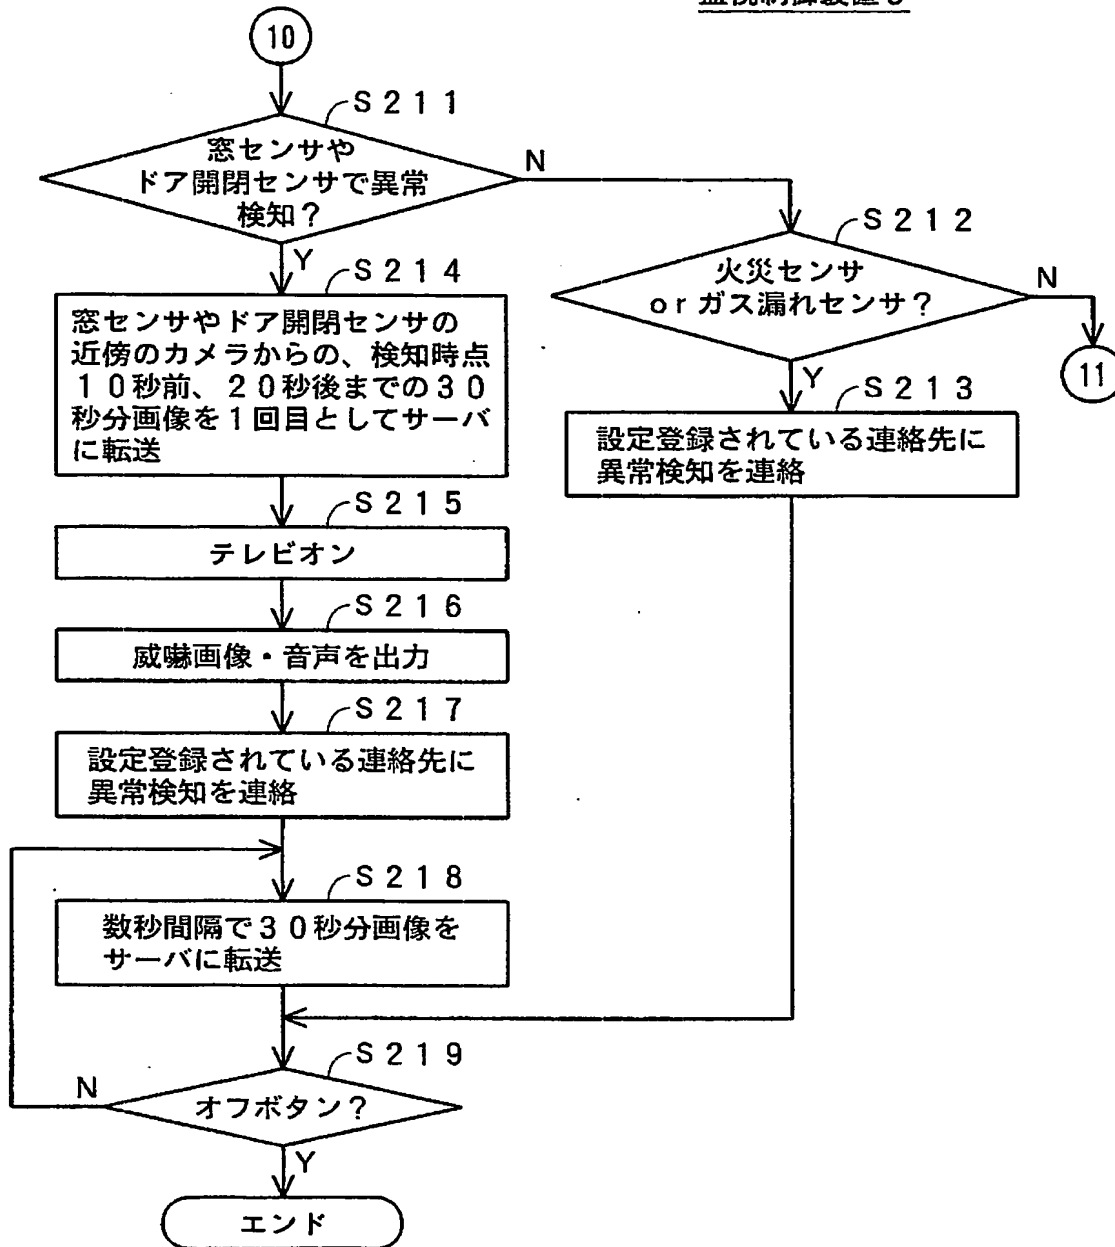 10
S211
窓センサや
ドア開閉センサで異常
検知？
N
Y
S212
火災センサ
orガス漏れセンサ？
N
11
Y
S213
設定登録されている連絡先に
異常検知を連絡
S214
窓センサやドア開閉センサの
近傍のカメラからの、検知時点
１０秒前、２０秒後までの３０
秒分画像を１回目としてサーバ
に転送
S215
テレビオン
S216
威嚇画像・音声を出力
S217
設定登録されている連絡先に
異常検知を連絡
S218
数秒間隔で３０秒分画像を
サーバに転送
S219
オフボタン？
N
Y
エンド